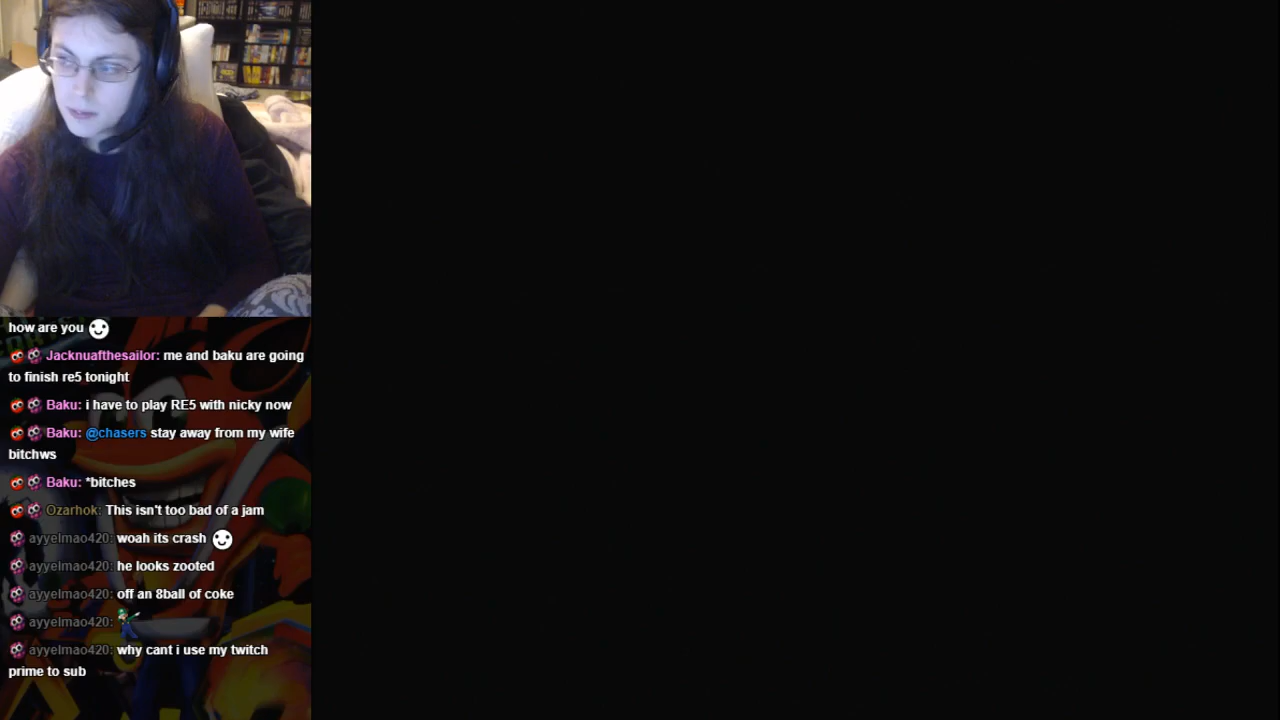 how are you
Jacknuafthesailor: me and baku are going
to finish re5 tonight
Baku: i have to play RE5 with nicky now
Baku: @chasers stay away from my wife
bitchws
Baku: *bitches
Ozarhok: This isn't too bad of a jam
ayyelmao420: woah its crash
ayyelmao420: he looks zooted
ayyelmao420: off an 8ball of coke
ayyelmao420:
ayyelmao420: why cant i use my twitch
prime to sub